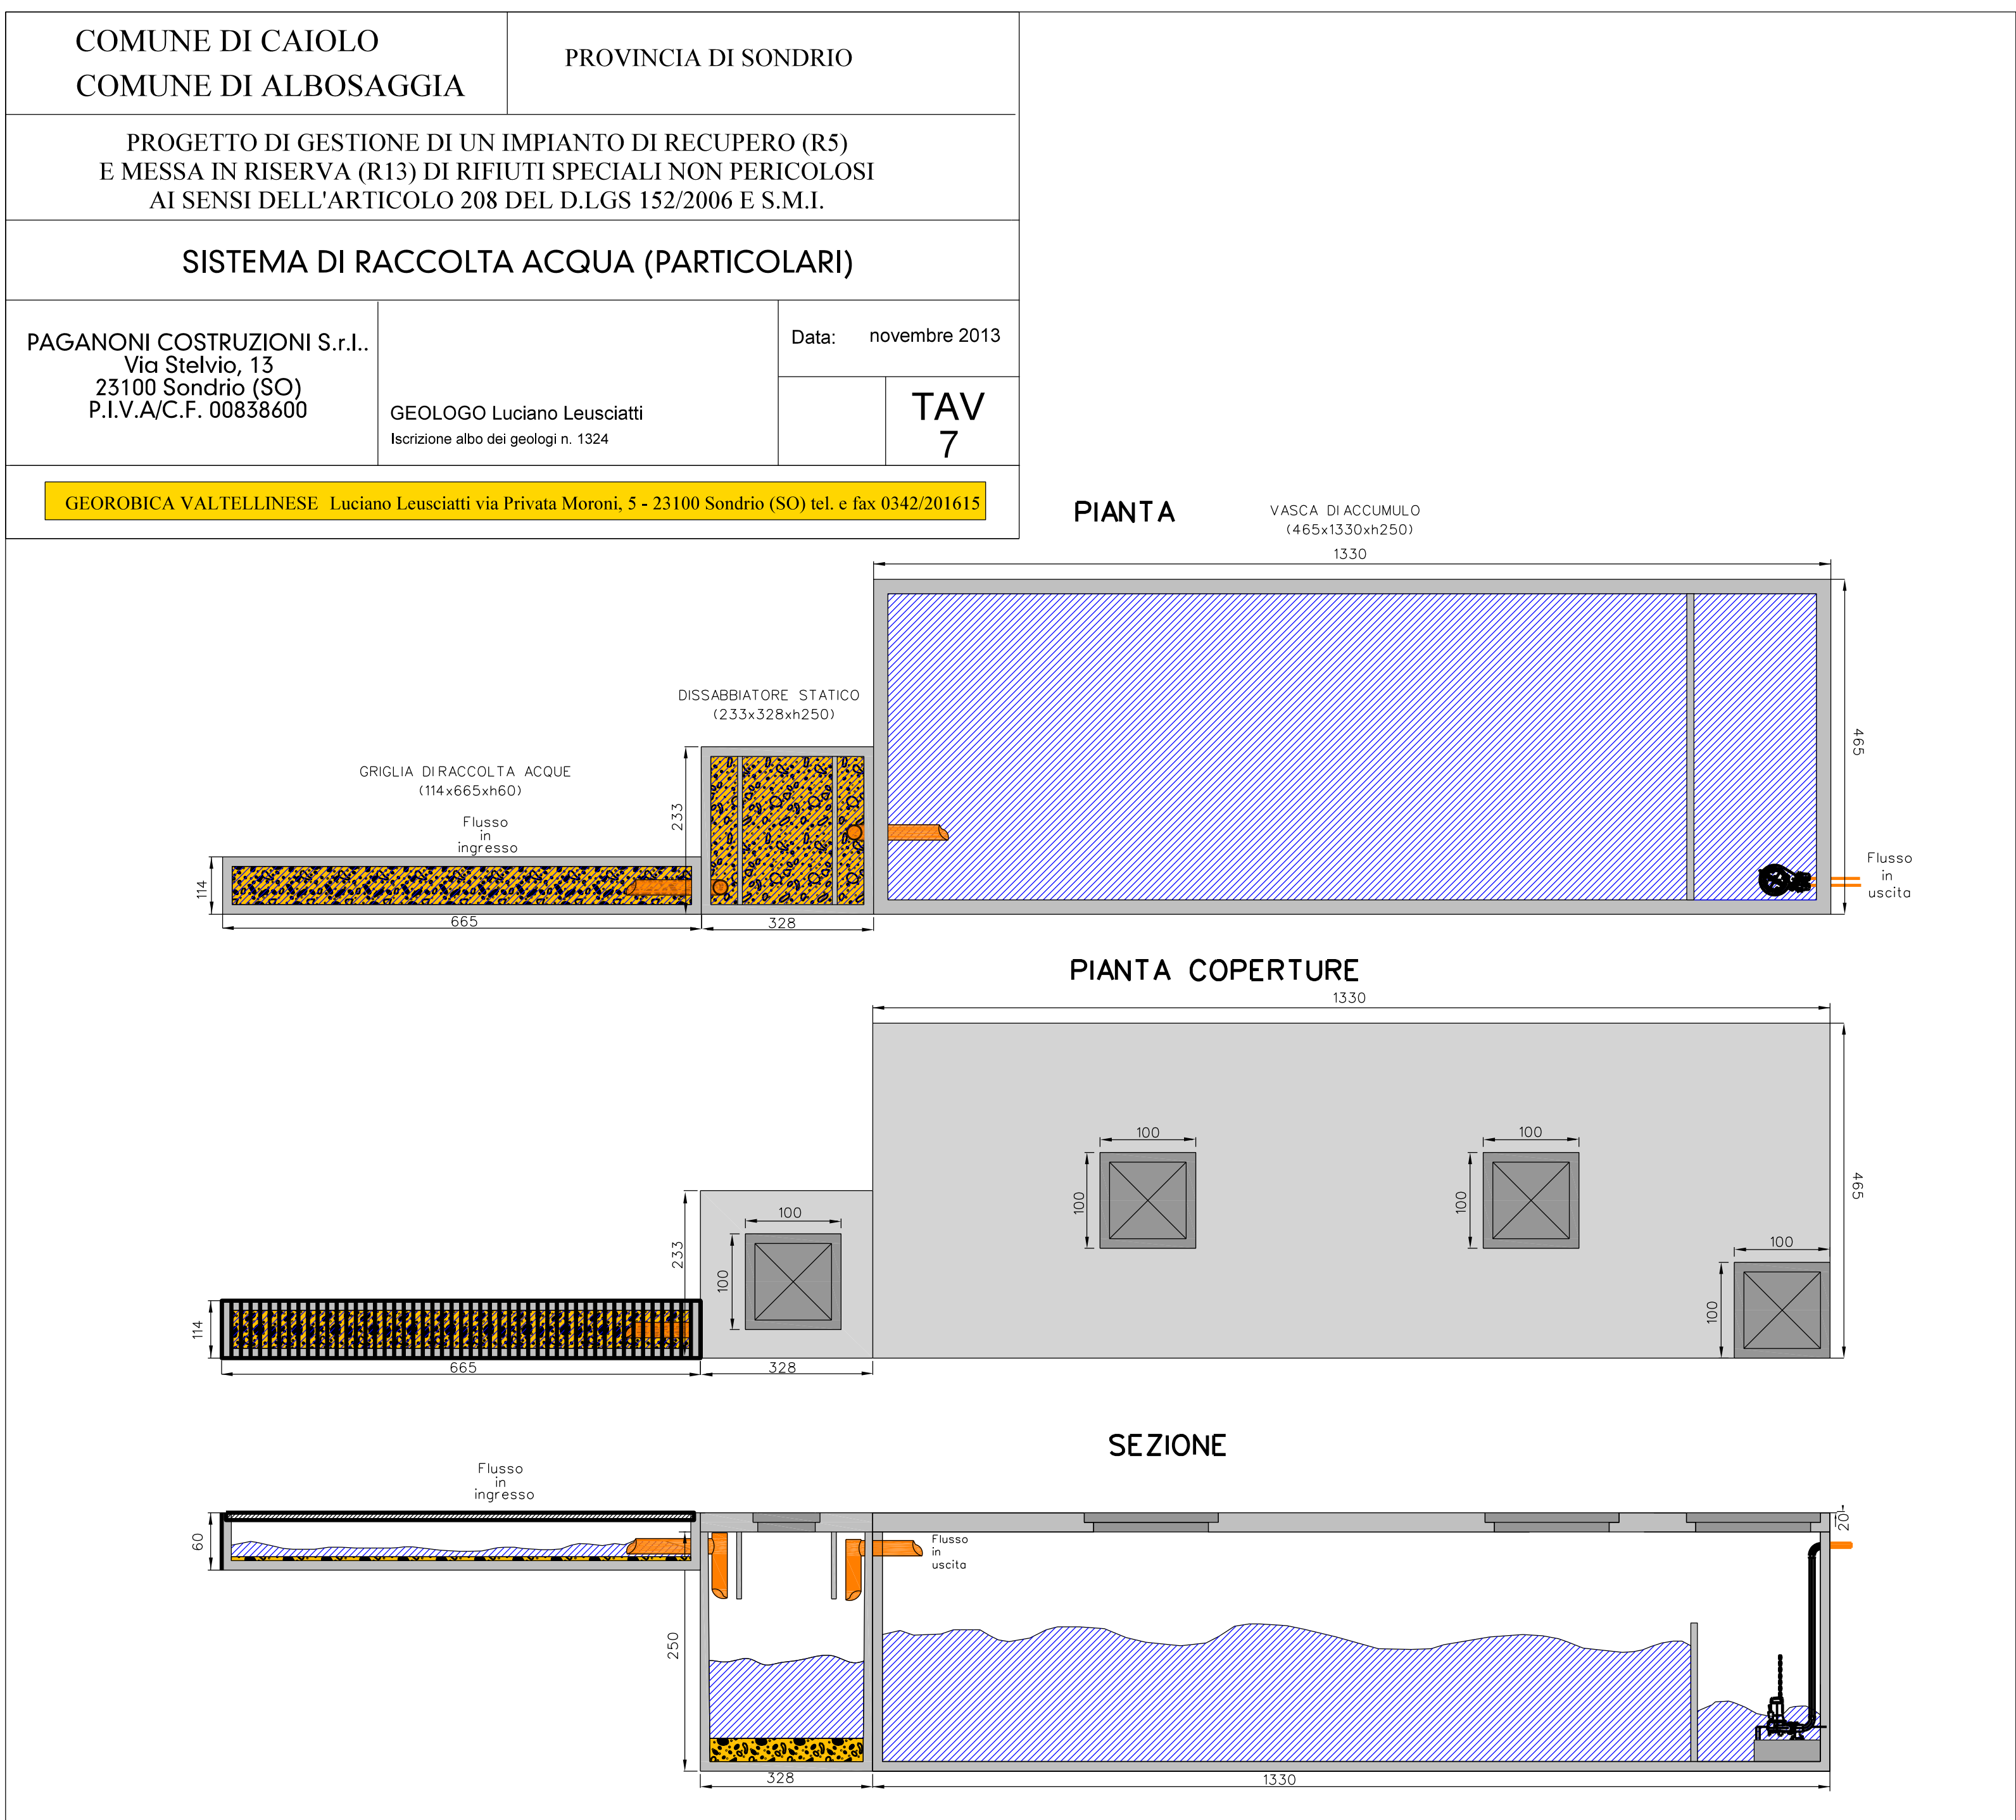 COMUNE DI CAIOLO
COMUNE DI ALBOSAGGIA
PROVINCIA DI SONDRIO
PROGETTO DI GESTIONE DI UN IMPIANTO DI RECUPERO (R5)
E MESSA IN RISERVA (R13) DI RIFIUTI SPECIALI NON PERICOLOSI
AI SENSI DELL'ARTICOLO 208 DEL D.LGS 152/2006 E S.M.I.
SISTEMA DI RACCOLTA ACQUA (PARTICOLARI)
PAGANONI COSTRUZIONI S.r.l..
Via Stelvio, 13
23100 Sondrio (SO)
P.I.V.A/C.F. 00838600
GEOLOGO Luciano Leusciatti
Iscrizione albo dei geologi n. 1324
Data: novembre 2013
TAV
7
GEOROBICA VALTELLINESE Luciano Leusciatti via Privata Moroni, 5 - 23100 Sondrio (SO) tel. e fax 0342/201615
PIANTA
VASCA DI ACCUMULO
(465x1330xh250)
1330
465
DISSABBIATORE STATICO
(233x328xh250)
233
GRIGLIA DI RACCOLTA ACQUE
(114x665xh60)
Flusso
in
ingresso
114
665
328
Flusso
in
uscita
PIANTA COPERTURE
1330
465
100
100
100
100
100
100
100
100
233
114
665
328
SEZIONE
Flusso
in
ingresso
60
Flusso
in
uscita
20
250
328
1330